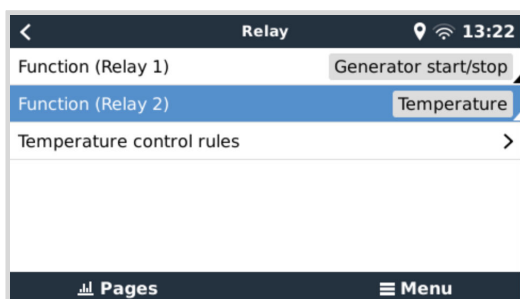 Relay 13:22
Function (Relay 1) Generator start/stop
Function (Relay 2) Temperature
Temperature control rules
Pages Menu